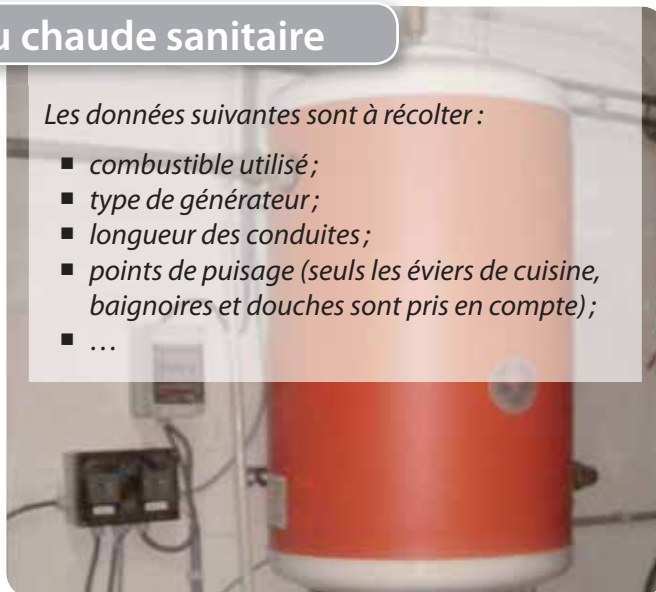 u chaude sanitaire
Les données suivantes sont à récolter :
■ combustible utilisé ;
■ type de générateur ;
■ longueur des conduites ;
■ points de puisage (seuls les éviers de cuisine,
baignoires et douches sont pris en compte) ;
■ …